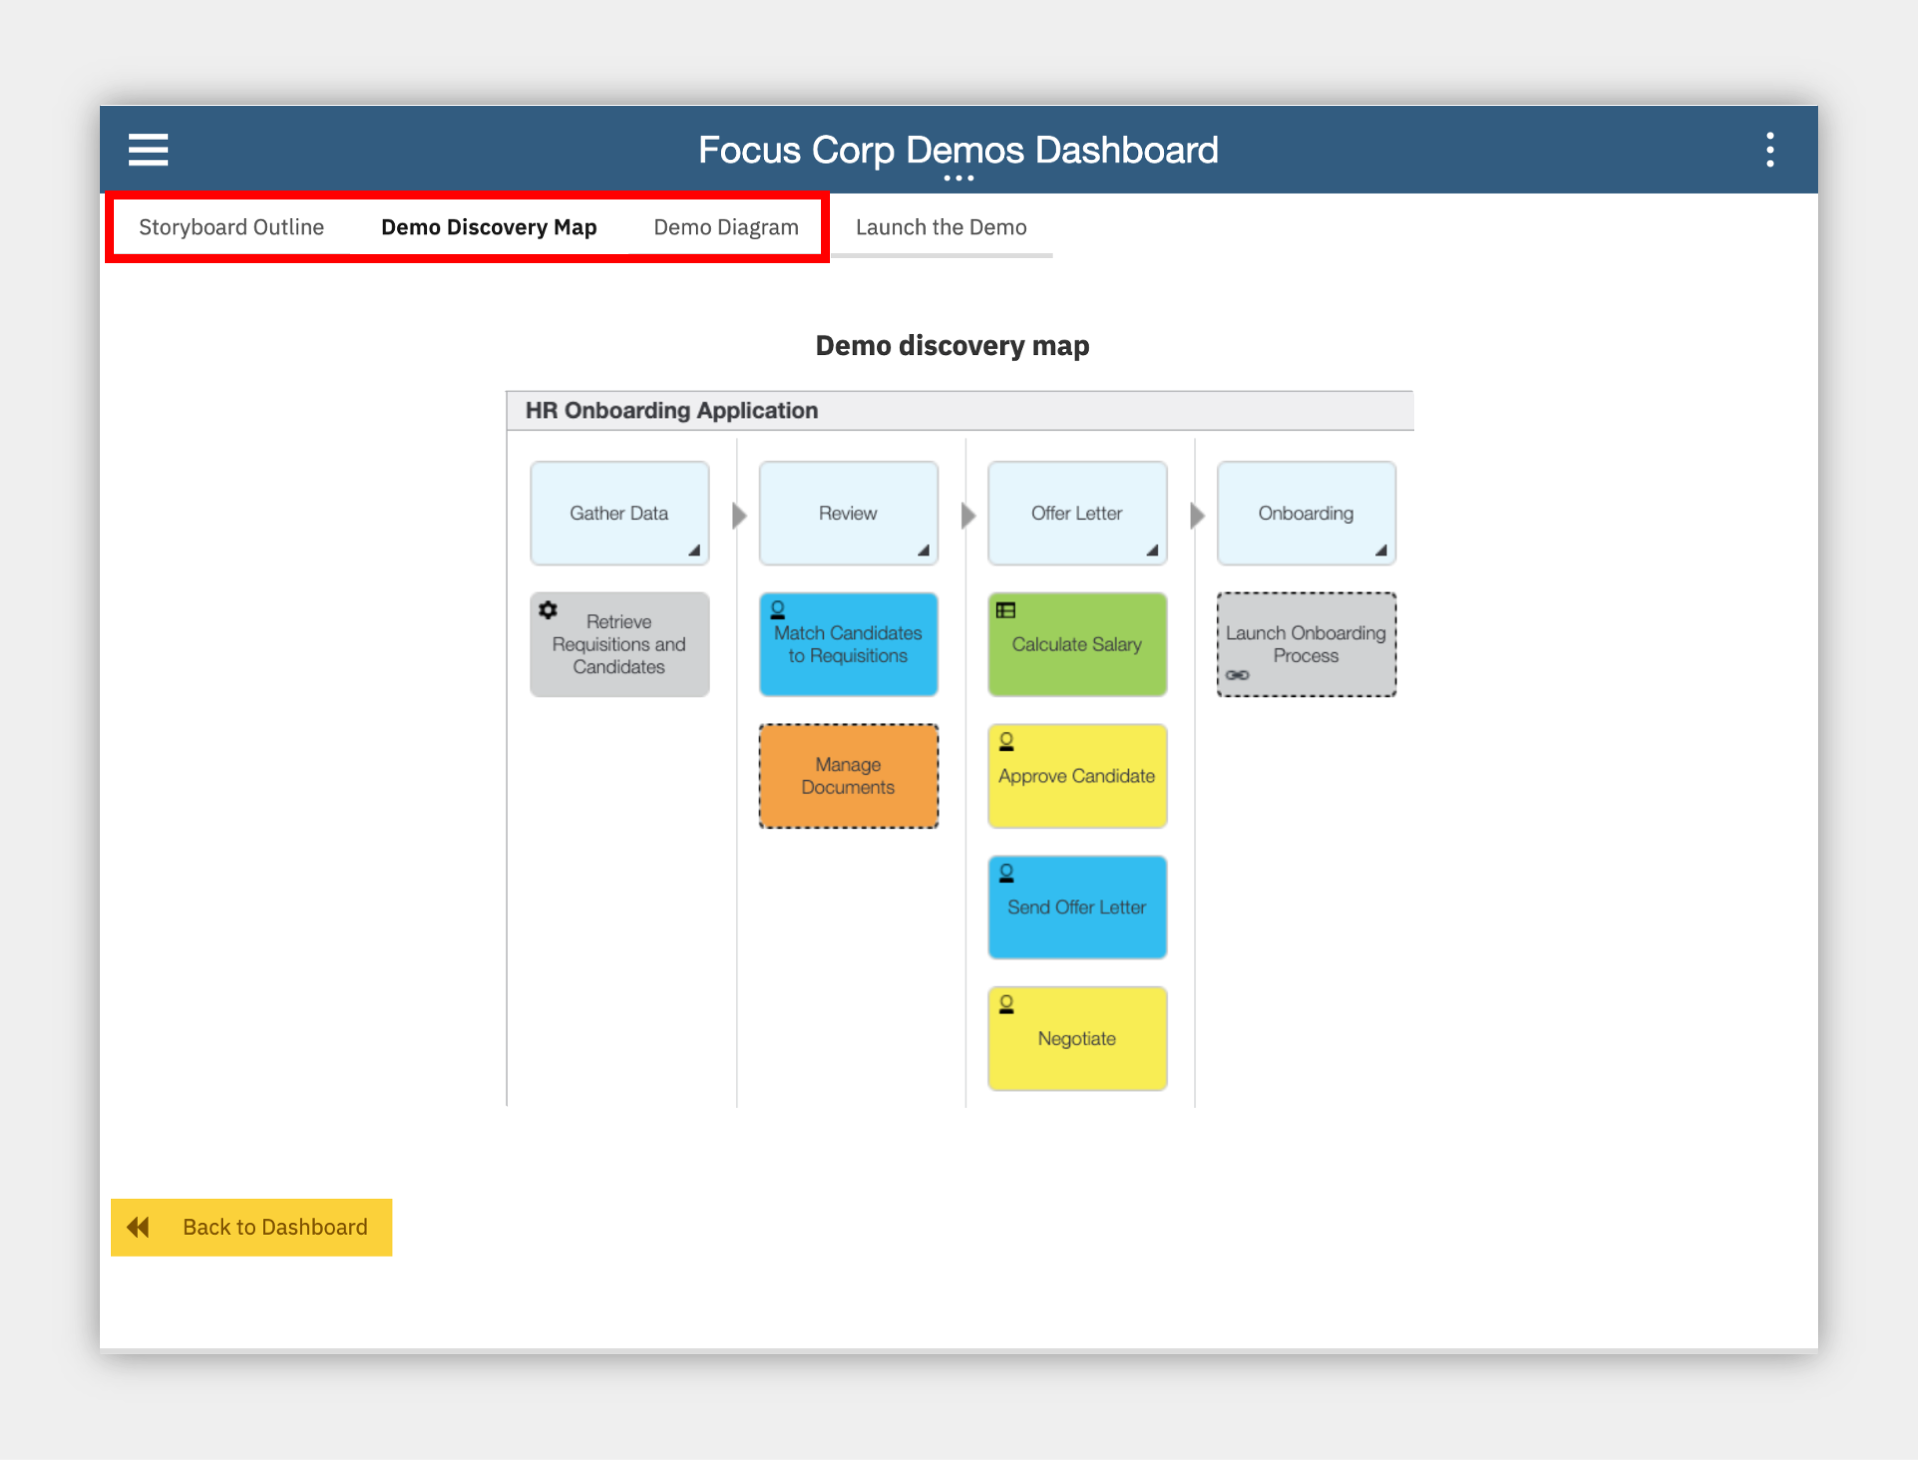 Focus Corp Demos Dashboard
Storyboard Outline
Demo Discovery Map
Demo Diagram
Launch the Demo
Demo discovery map
HR Onboarding Application
Gather Data
Review
Offer Letter
Onboarding
Retrieve
Requisitions and
Candidates
Match Candidates
to Requisitions
Calculate Salary
Launch Onboarding
Process
Manage
Documents
Approve Candidate
Send Offer Letter
Negotiate
Back to Dashboard